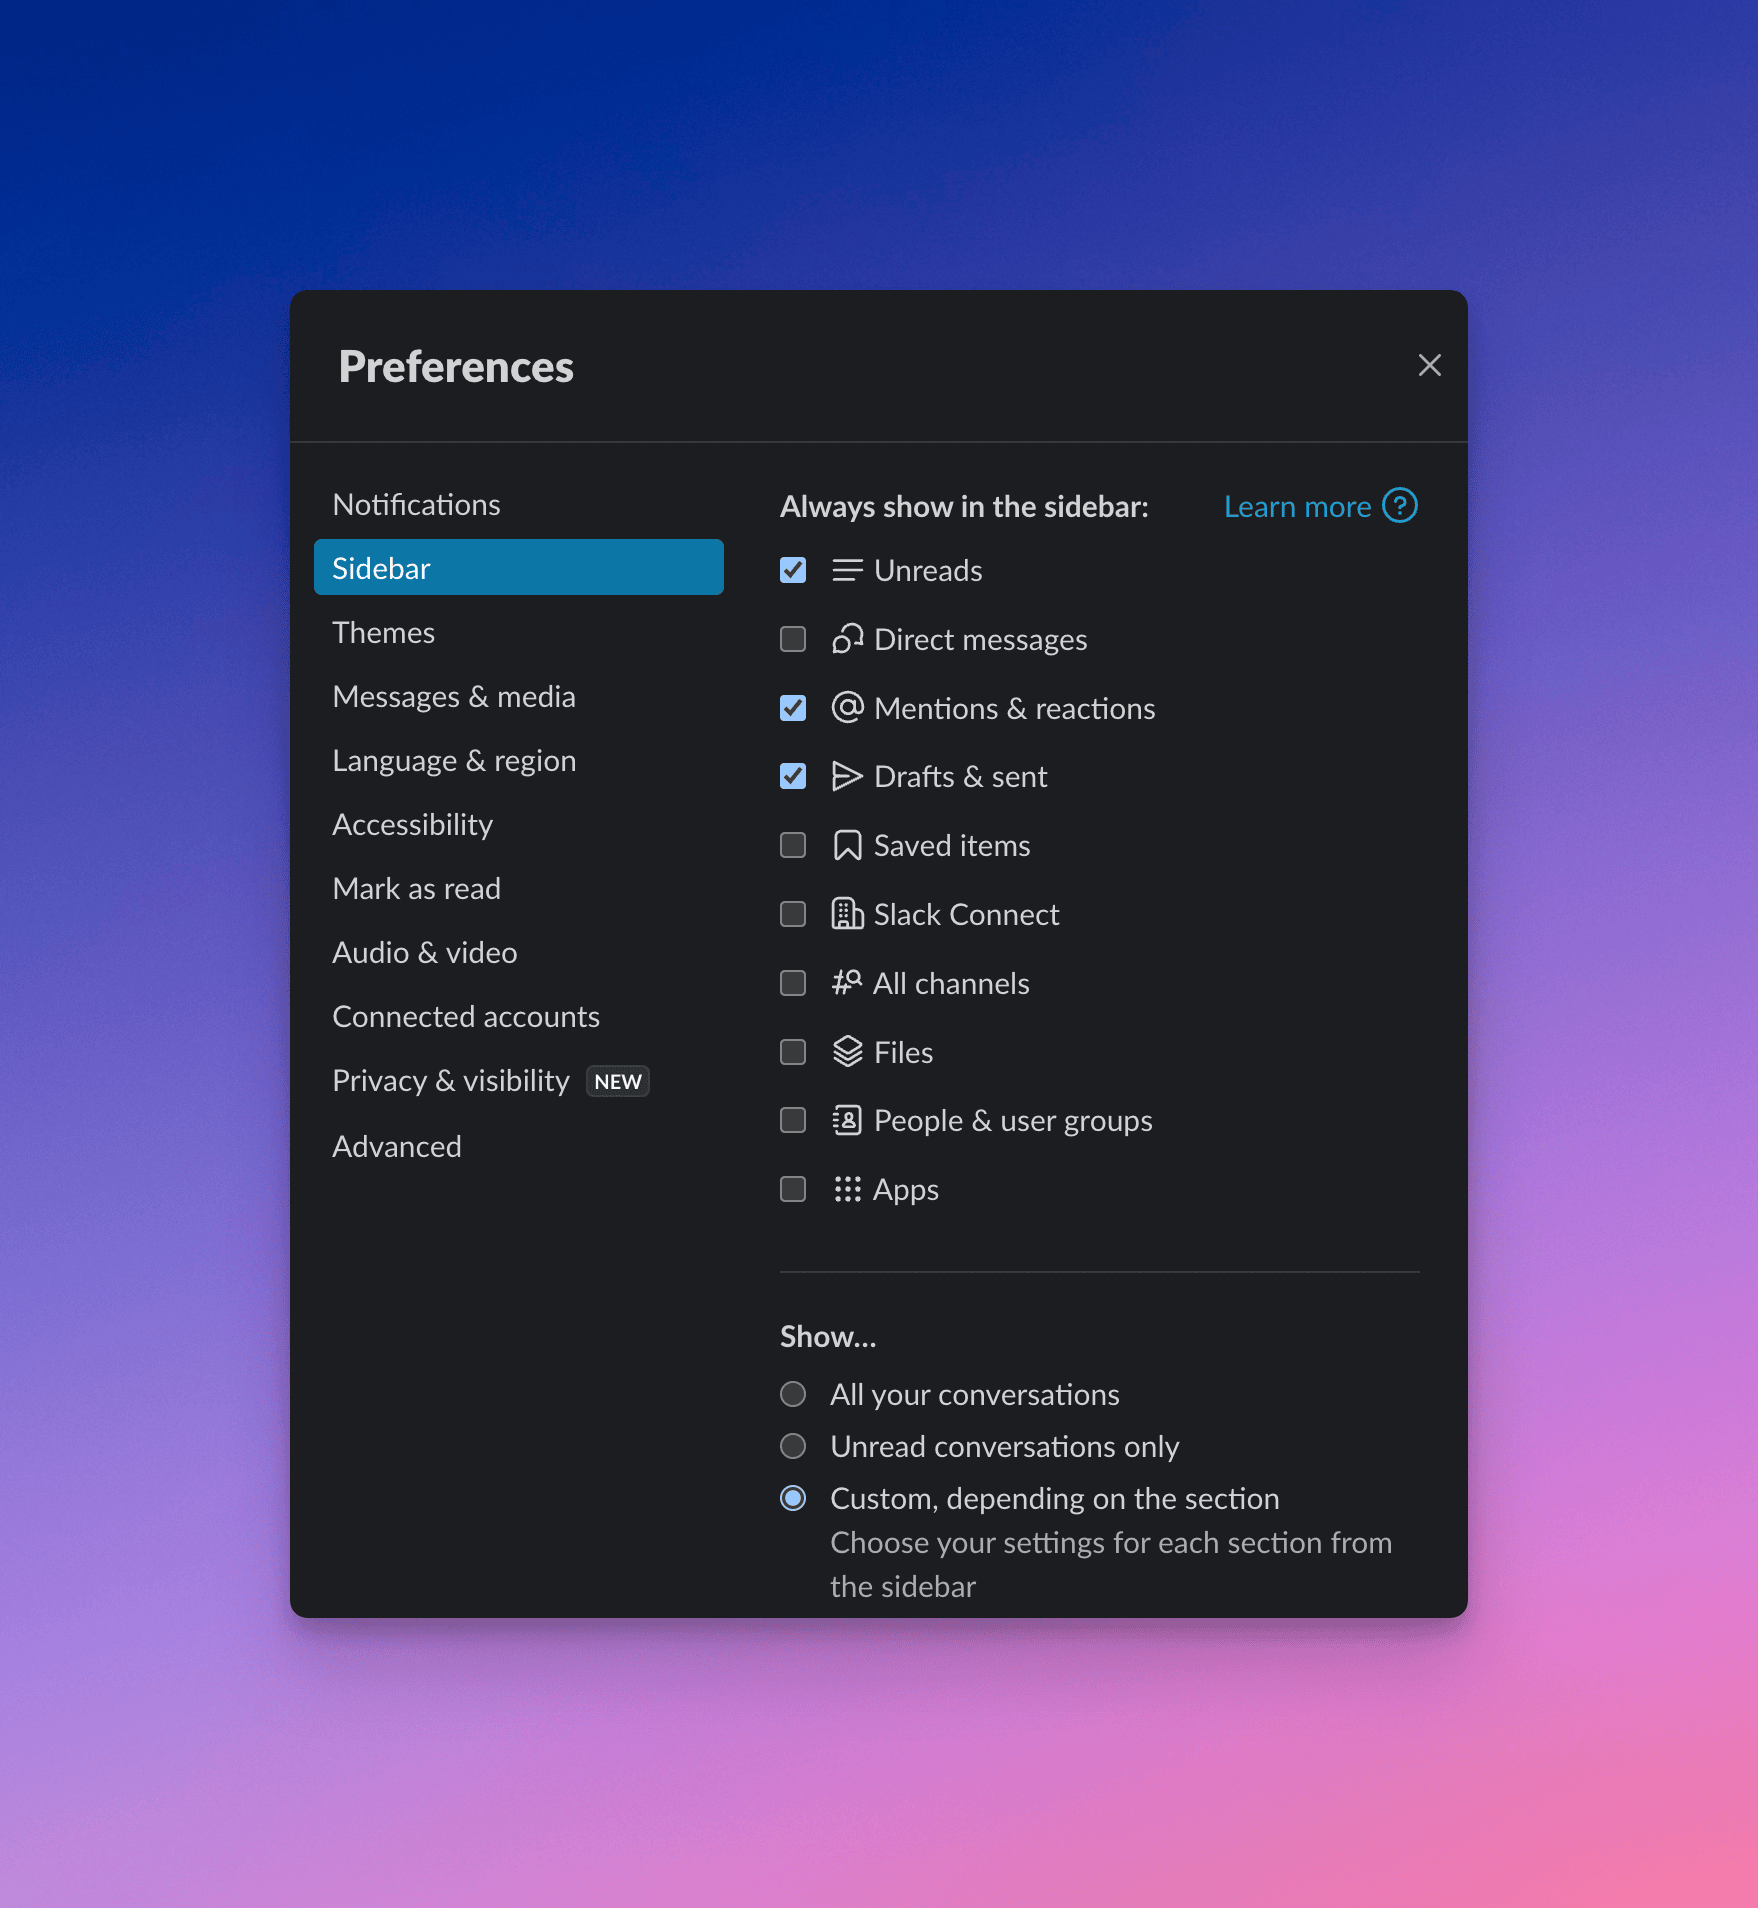 Preferences
Notifications
Sidebar
Themes
Messages & media
Language & region
Accessibility
Mark as read
Audio & video
Connected accounts
Privacy & visibility NEW
Advanced
Always show in the sidebar: Learn more ?
Unreads
Direct messages
Mentions & reactions
Drafts & sent
Saved items
Slack Connect
All channels
Files
People & user groups
Apps
Show...
All your conversations
Unread conversations only
Custom, depending on the section
Choose your settings for each section from
the sidebar